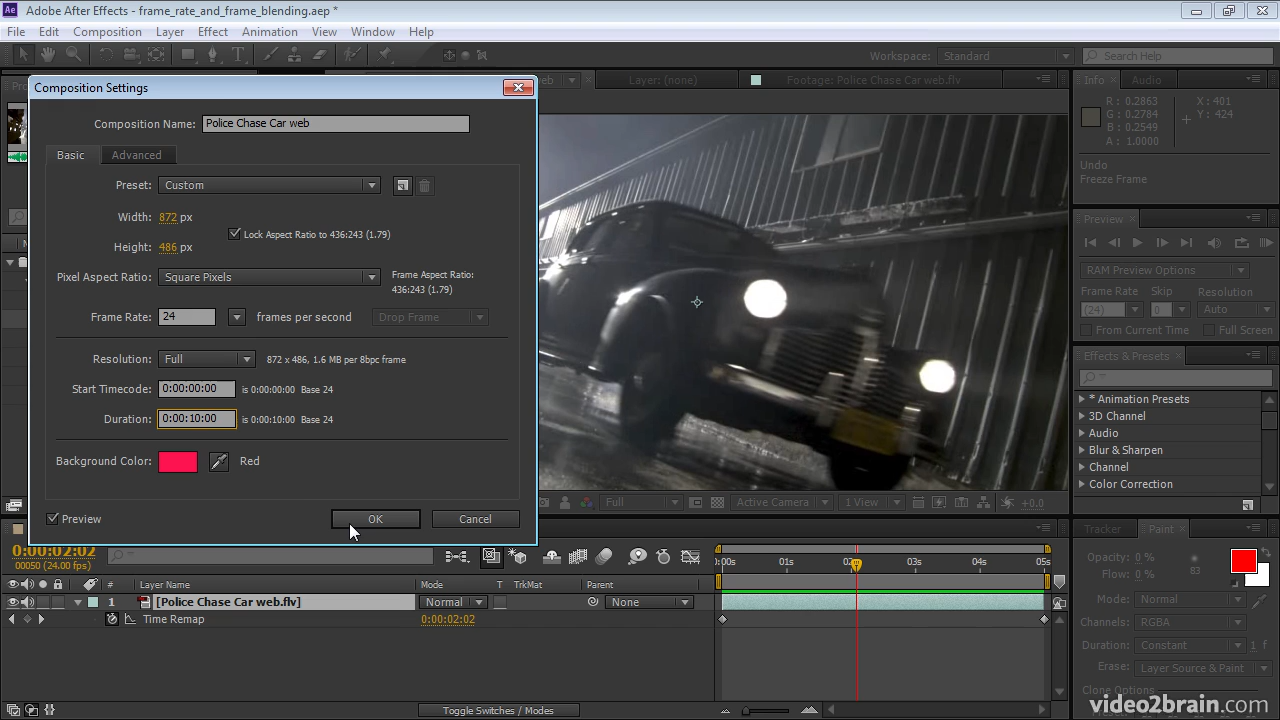 Ae Adobe After Effects - frame_rate_and_frame_blending.aep *
File Edit Composition Layer Effect Animation View Window Help
Workspace: Standard Search Help
Composition Settings
Layer: (none) Footage: Police Chase Car web.flv
Info Audio
Composition Name: Police Chase Car web
R : 0.2863 X : 401
G : 0.2784 Y : 424
B : 0.2549
A : 1.0000
Basic Advanced
Undo
Freeze Frame
Preset: Custom
Width: 872 px
Lock Aspect Ratio to 436:243 (1.79)
Height: 486 px
Preview
Pixel Aspect Ratio: Square Pixels Frame Aspect Ratio:
436:243 (1.79)
RAM Preview Options
Frame Rate Skip Resolution
(24) 0 Auto
From Current Time Full Screen
Frame Rate: 24 frames per second Drop Frame
Resolution: Full 872 x 486, 1.6 MB per 8bpc frame
Start Timecode: 0:00:00:00 is 0:00:00:00 Base 24
Duration: 0:00:10:00 is 0:00:10:00 Base 24
Background Color: Red
Effects & Presets
* Animation Presets
3D Channel
Audio
Blur & Sharpen
Channel
Color Correction
Full Active Camera 1 View +0.0
Preview OK Cancel
0:00:02:02
00050 (24.00 fps)
:00s 01s 02s 03s 04s 05s
# Layer Name Mode T TrkMat Parent
1 [Police Chase Car web.flv] Normal None
Time Remap 0:00:02:02
Toggle Switches / Modes
Tracker Paint
Opacity: 0 %
Flow: 0 %
83
Mode: Normal
Channels: RGBA
Duration: Constant 1 f
Erase: Layer Source & Paint
Clone Options
video2brain.com